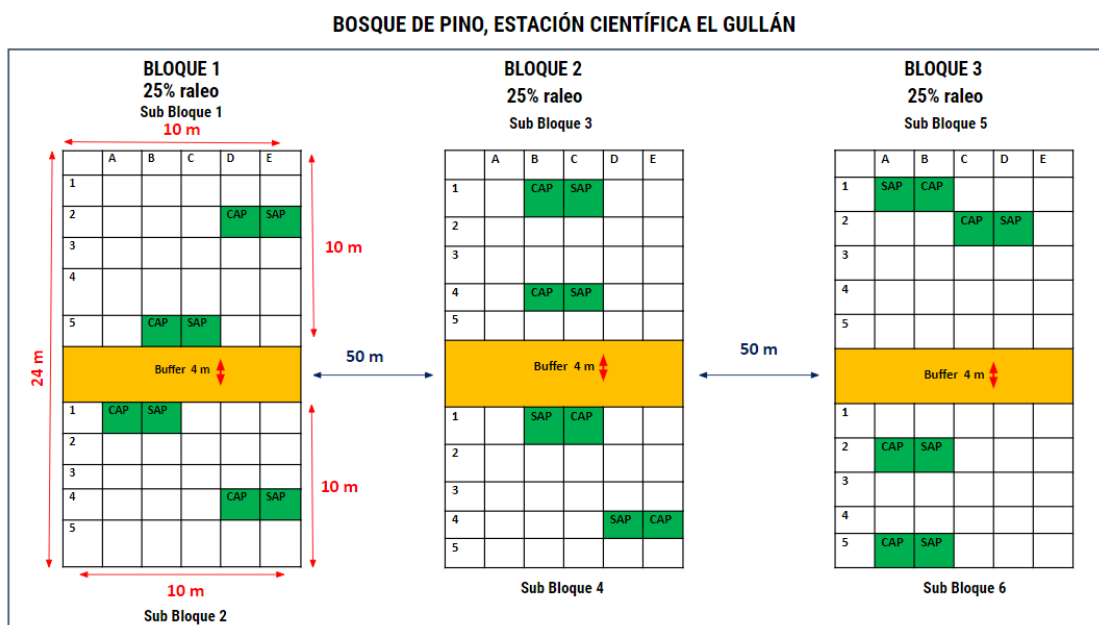 BOSQUE DE PINO, ESTACIÓN CIENTÍFICA EL GULLÁN
BLOQUE 1
25% raleo
Sub Bloque 1
10 m
A B C D E
1
2 CAP SAP
3
4
5 CAP SAP
Buffer 4 m
1 CAP SAP
2
3
4 CAP SAP
5
24 m
10 m
10 m
10 m
Sub Bloque 2
50 m
BLOQUE 2
25% raleo
Sub Bloque 3
A B C D E
1 CAP SAP
2
3
4 CAP SAP
5
Buffer 4 m
1 SAP CAP
2
3
4 SAP CAP
5
Sub Bloque 4
50 m
BLOQUE 3
25% raleo
Sub Bloque 5
A B C D E
1 SAP CAP
2 CAP SAP
3
4
5
Buffer 4 m
1
2 CAP SAP
3
4
5 CAP SAP
Sub Bloque 6